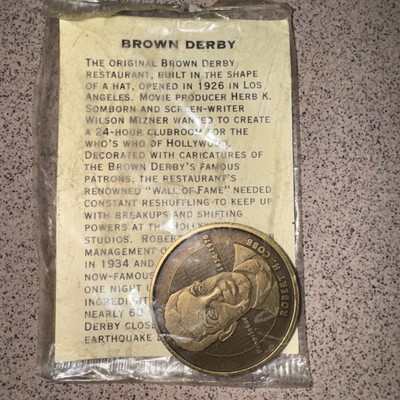 BROWN DERBY
THE ORIGINAL BROWN DERBY
RESTAURANT, BUILT IN THE SHAPE
OF A HAT, OPENED IN 1926 IN LOS
ANGELES. MOVIE PRODUCER HERB K.
SOMBORN AND SCREEN-WRITER
WILSON MIZNER WANTED TO CREATE
A 24-HOUR CLUBROOM FOR THE
WHO'S WHO OF HOLLYWOOD.
DECORATED WITH CARICATURES OF
THE BROWN DERBY'S FAMOUS
PATRONS, THE RESTAURANT'S
RENOWNED "WALL OF FAME" NEEDED
CONSTANT RESHUFFLING TO KEEP UP
WITH BREAKUPS AND SHIFTING
POWERS AT THE HOLLYWOOD
STUDIOS. ROBERT
MANAGEMENT O
IN 1934 AND
NOW-FAMOUS
ONE NIGHT I
INGREDIENT
NEARLY 60
DERBY CLOSE
EARTHQUAKE
ROBERT H. COBB